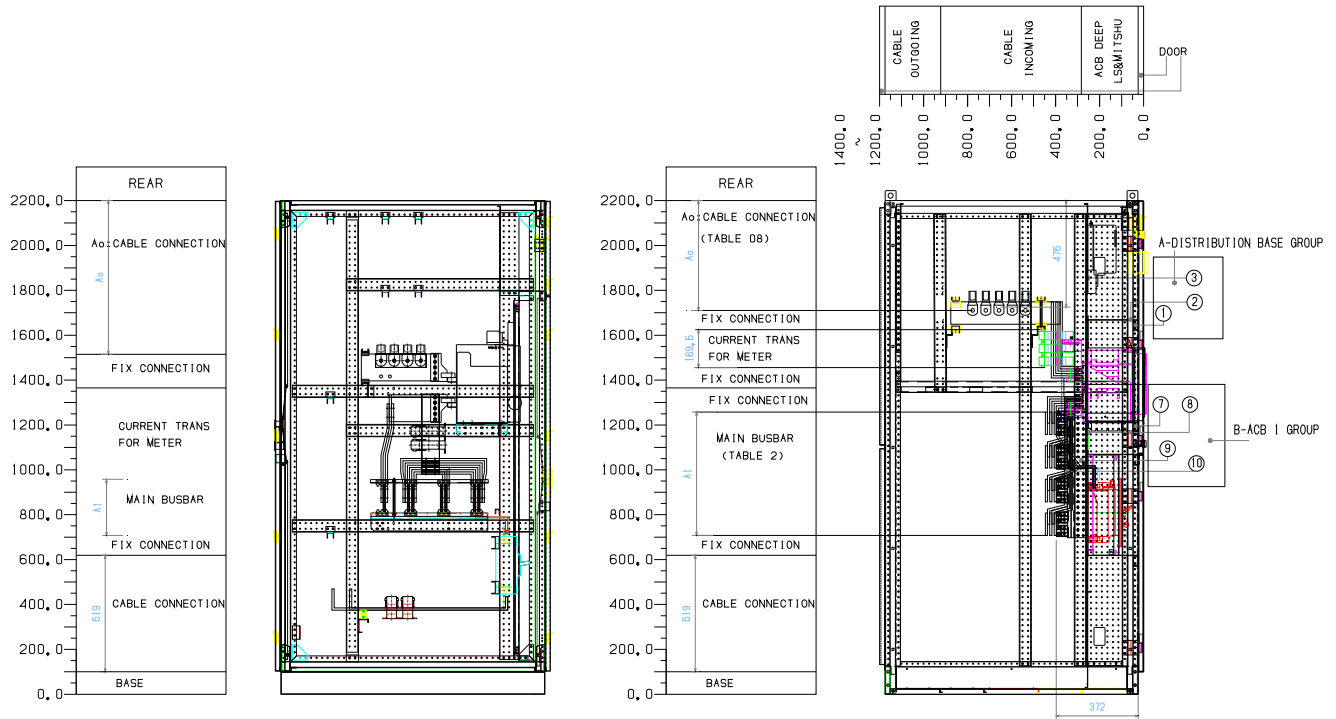 CABLE
OUTGOING
CABLE
INCOMING
ACB DEEP
LS&MITSHU
DOOR
1400.0
~
1200.0
1000.0
800.0
600.0
400.0
200.0
0.0
REAR
2200.0
2000.0
1800.0
1600.0
1400.0
1200.0
1000.0
800.0
600.0
400.0
200.0
0.0
Ao:CABLE CONNECTION
Ao
FIX CONNECTION
CURRENT TRANS
FOR METER
MAIN BUSBAR
A1
FIX CONNECTION
CABLE CONNECTION
519
BASE
REAR
2200.0
2000.0
1800.0
1600.0
1400.0
1200.0
1000.0
800.0
600.0
400.0
200.0
0.0
Ao:CABLE CONNECTION
(TABLE 08)
Ao
FIX CONNECTION
CURRENT TRANS
FOR METER
169.5
FIX CONNECTION
FIX CONNECTION
MAIN BUSBAR
(TABLE 2)
A1
FIX CONNECTION
CABLE CONNECTION
519
BASE
476
372
A-DISTRIBUTION BASE GROUP
3
2
1
7
8
9
10
B-ACB 1 GROUP